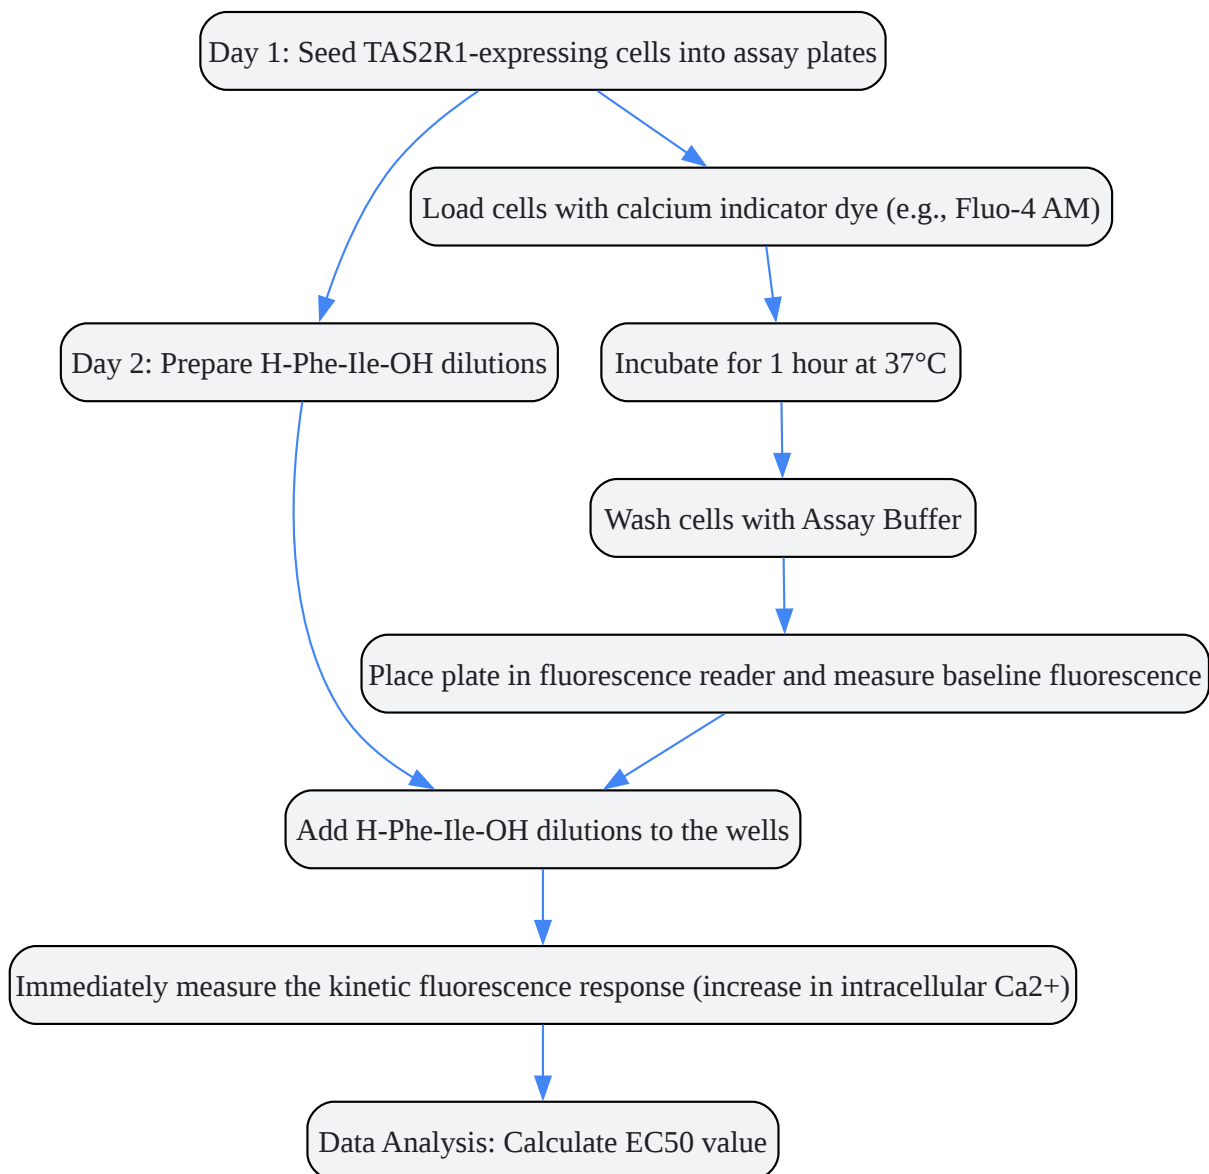 Day 1: Seed TAS2R1-expressing cells into assay plates
Load cells with calcium indicator dye (e.g., Fluo-4 AM)
Day 2: Prepare H-Phe-Ile-OH dilutions
Incubate for 1 hour at 37°C
Wash cells with Assay Buffer
Place plate in fluorescence reader and measure baseline fluorescence
Add H-Phe-Ile-OH dilutions to the wells
Immediately measure the kinetic fluorescence response (increase in intracellular Ca2+)
Data Analysis: Calculate EC50 value